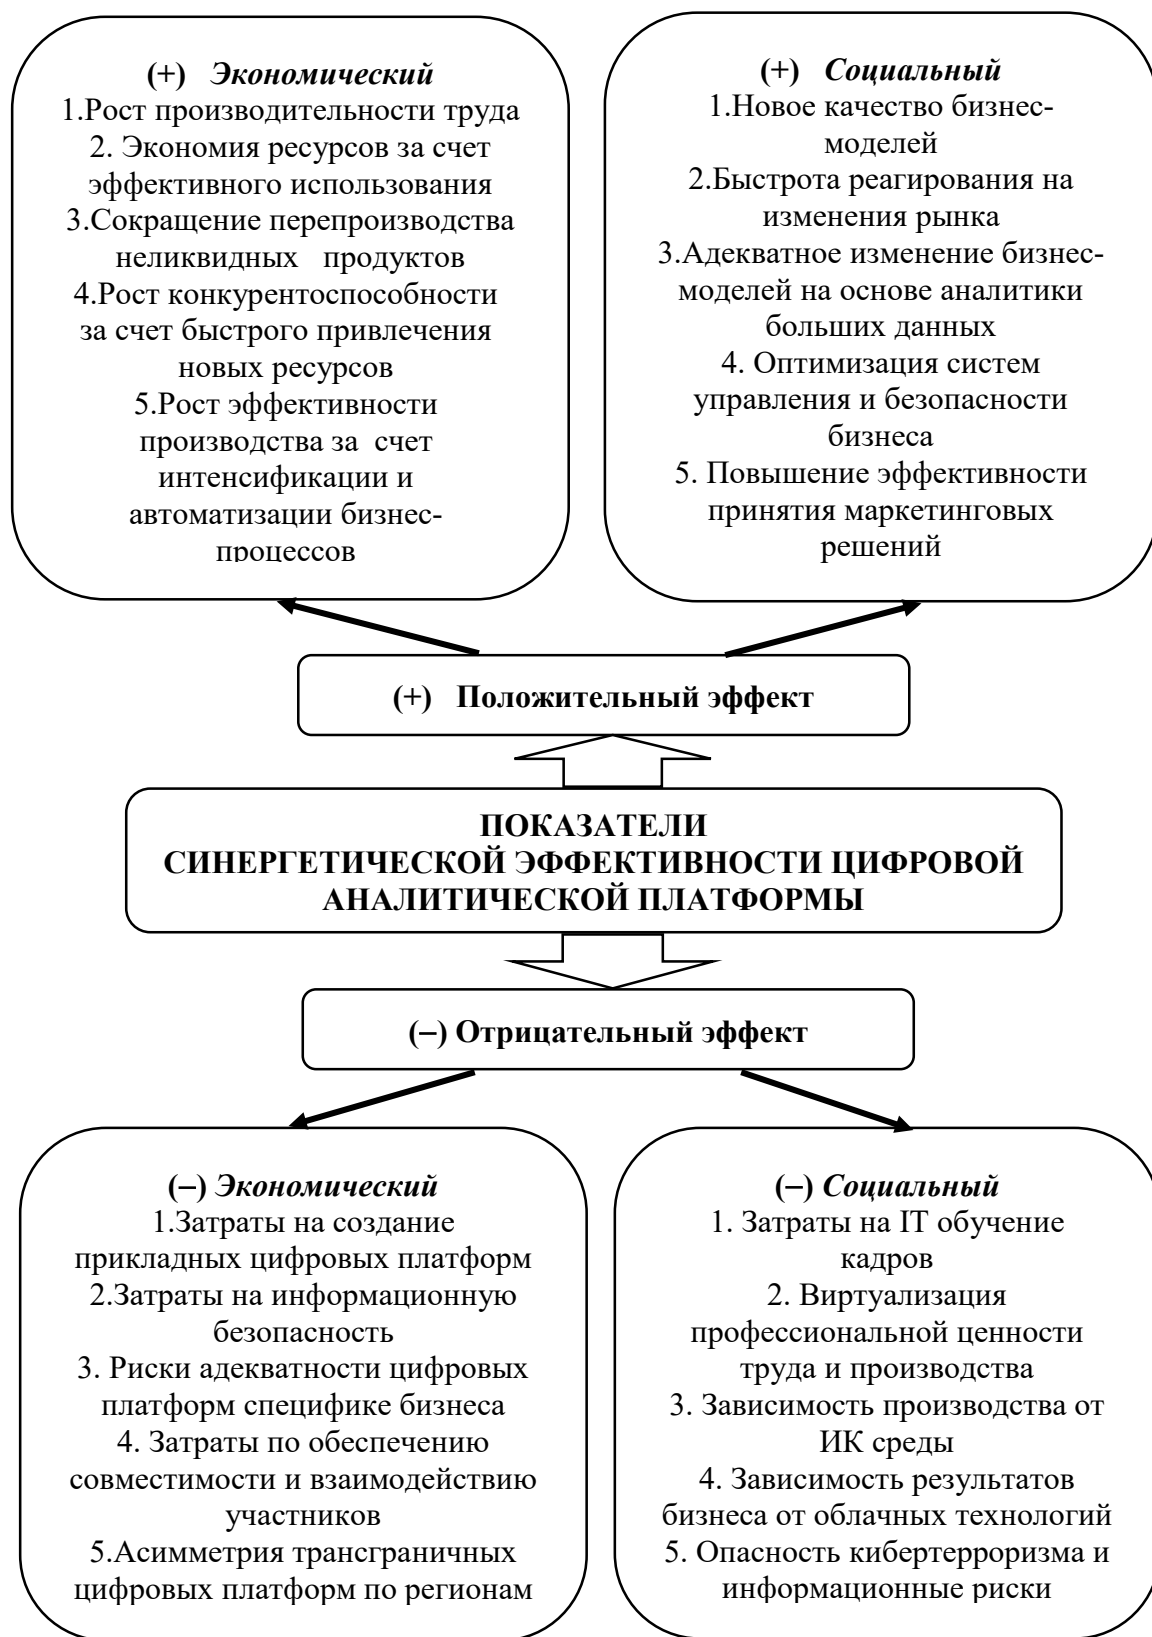 (+) Экономический
1.Рост производительности труда
2. Экономия ресурсов за счет
эффективного использования
3.Сокращение перепроизводства
неликвидных продуктов
4.Рост конкурентоспособности
за счет быстрого привлечения
новых ресурсов
5.Рост эффективности
производства за счет
интенсификации и
автоматизации бизнес-
процессов
(+) Социальный
1.Новое качество бизнес-
моделей
2.Быстрота реагирования на
изменения рынка
3.Адекватное изменение бизнес-
моделей на основе аналитики
больших данных
4. Оптимизация систем
управления и безопасности
бизнеса
5. Повышение эффективности
принятия маркетинговых
решений
(+) Положительный эффект
ПОКАЗАТЕЛИ
СИНЕРГЕТИЧЕСКОЙ ЭФФЕКТИВНОСТИ ЦИФРОВОЙ
АНАЛИТИЧЕСКОЙ ПЛАТФОРМЫ
(–) Отрицательный эффект
(–) Экономический
1.Затраты на создание
прикладных цифровых платформ
2.Затраты на информационную
безопасность
3. Риски адекватности цифровых
платформ специфике бизнеса
4. Затраты по обеспечению
совместимости и взаимодействию
участников
5.Асимметрия трансграничных
цифровых платформ по регионам
(–) Социальный
1. Затраты на IT обучение
кадров
2. Виртуализация
профессиональной ценности
труда и производства
3. Зависимость производства от
ИК среды
4. Зависимость результатов
бизнеса от облачных технологий
5. Опасность кибертерроризма и
информационные риски